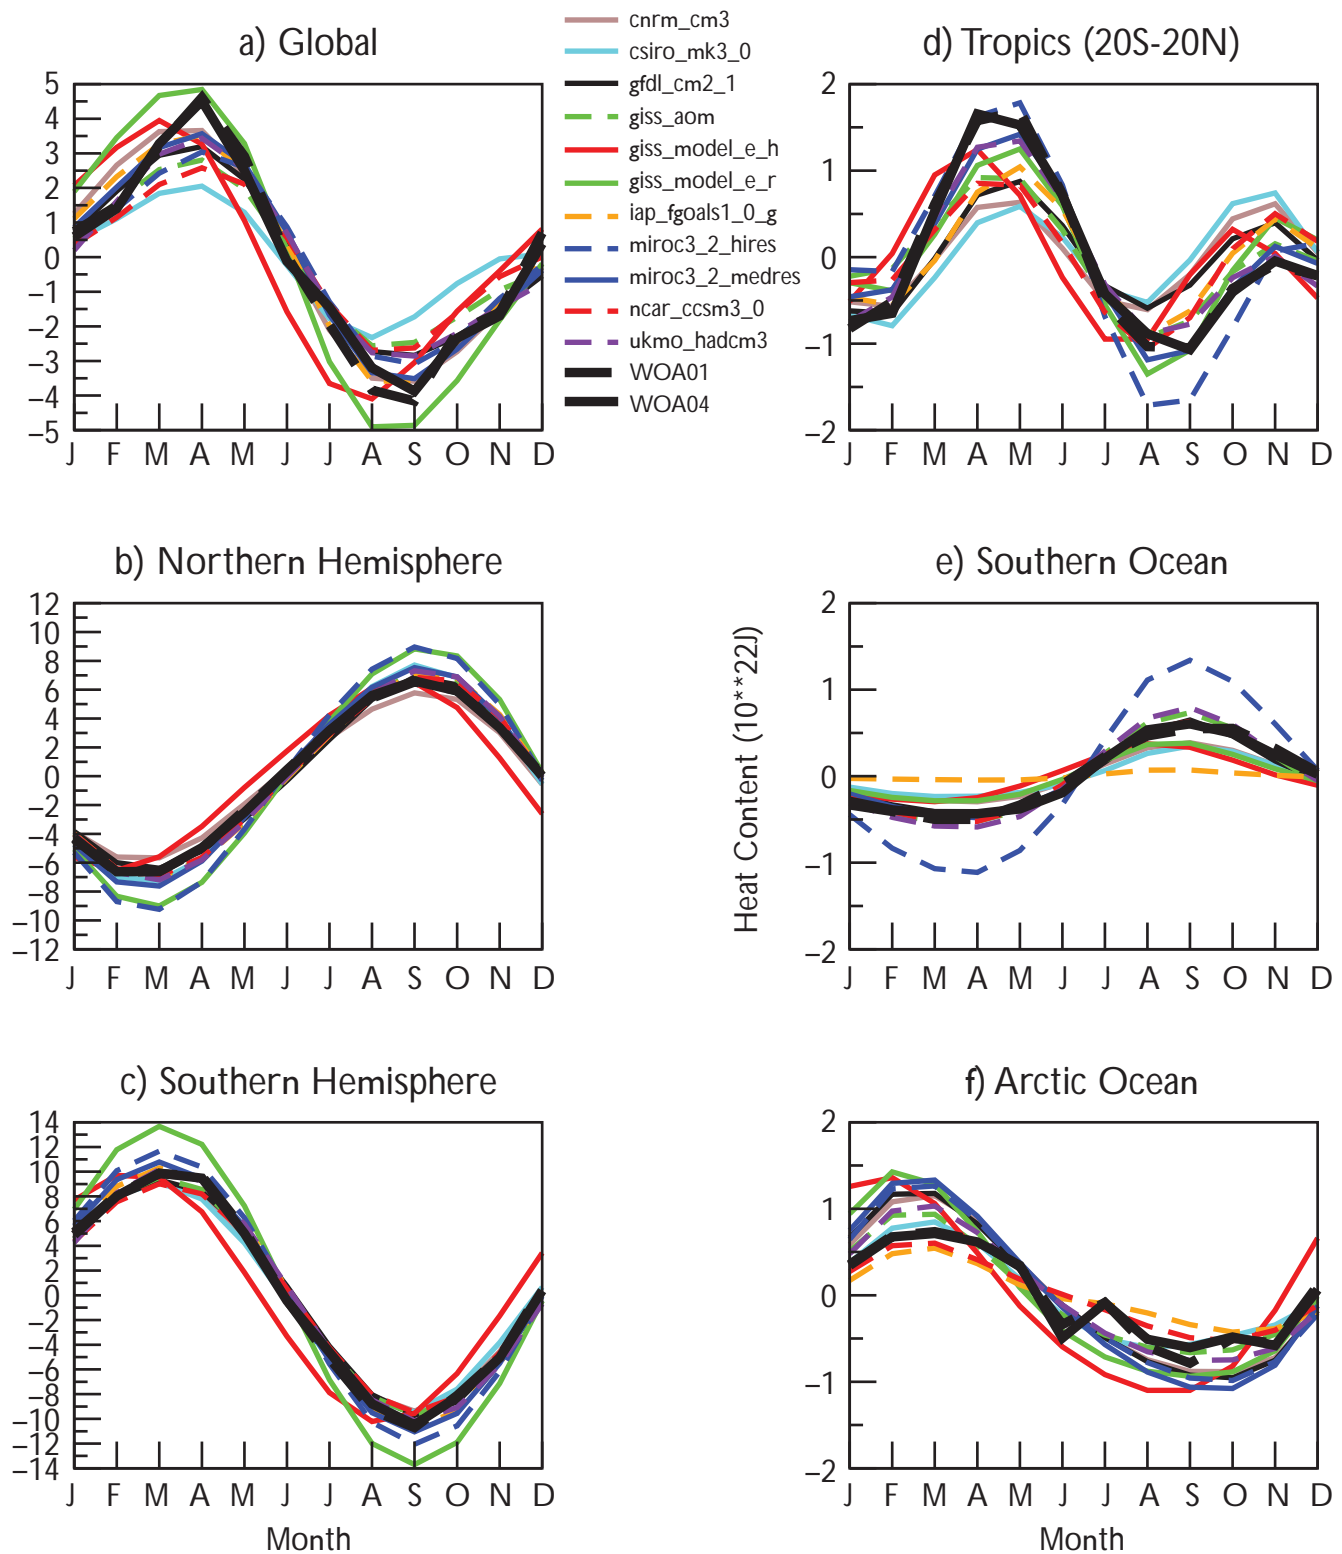 a) Global
5
4
3
2
1
0
−1
−2
−3
−4
−5
J F M A M J J A S O N D
cnrm_cm3
csiro_mk3_0
gfdl_cm2_1
giss_aom
giss_model_e_h
giss_model_e_r
iap_fgoals1_0_g
miroc3_2_hires
miroc3_2_medres
ncar_ccsm3_0
ukmo_hadcm3
WOA01
WOA04
d) Tropics (20S-20N)
2
1
0
−1
−2
J F M A M J J A S O N D
b) Northern Hemisphere
12
10
8
6
4
2
0
−2
−4
−6
−8
−10
−12
J F M A M J J A S O N D
e) Southern Ocean
Heat Content (10**22J)
2
1
0
−1
−2
J F M A M J J A S O N D
c) Southern Hemisphere
14
12
10
8
6
4
2
0
−2
−4
−6
−8
−10
−12
−14
J F M A M J J A S O N D
Month
f) Arctic Ocean
2
1
0
−1
−2
J F M A M J J A S O N D
Month